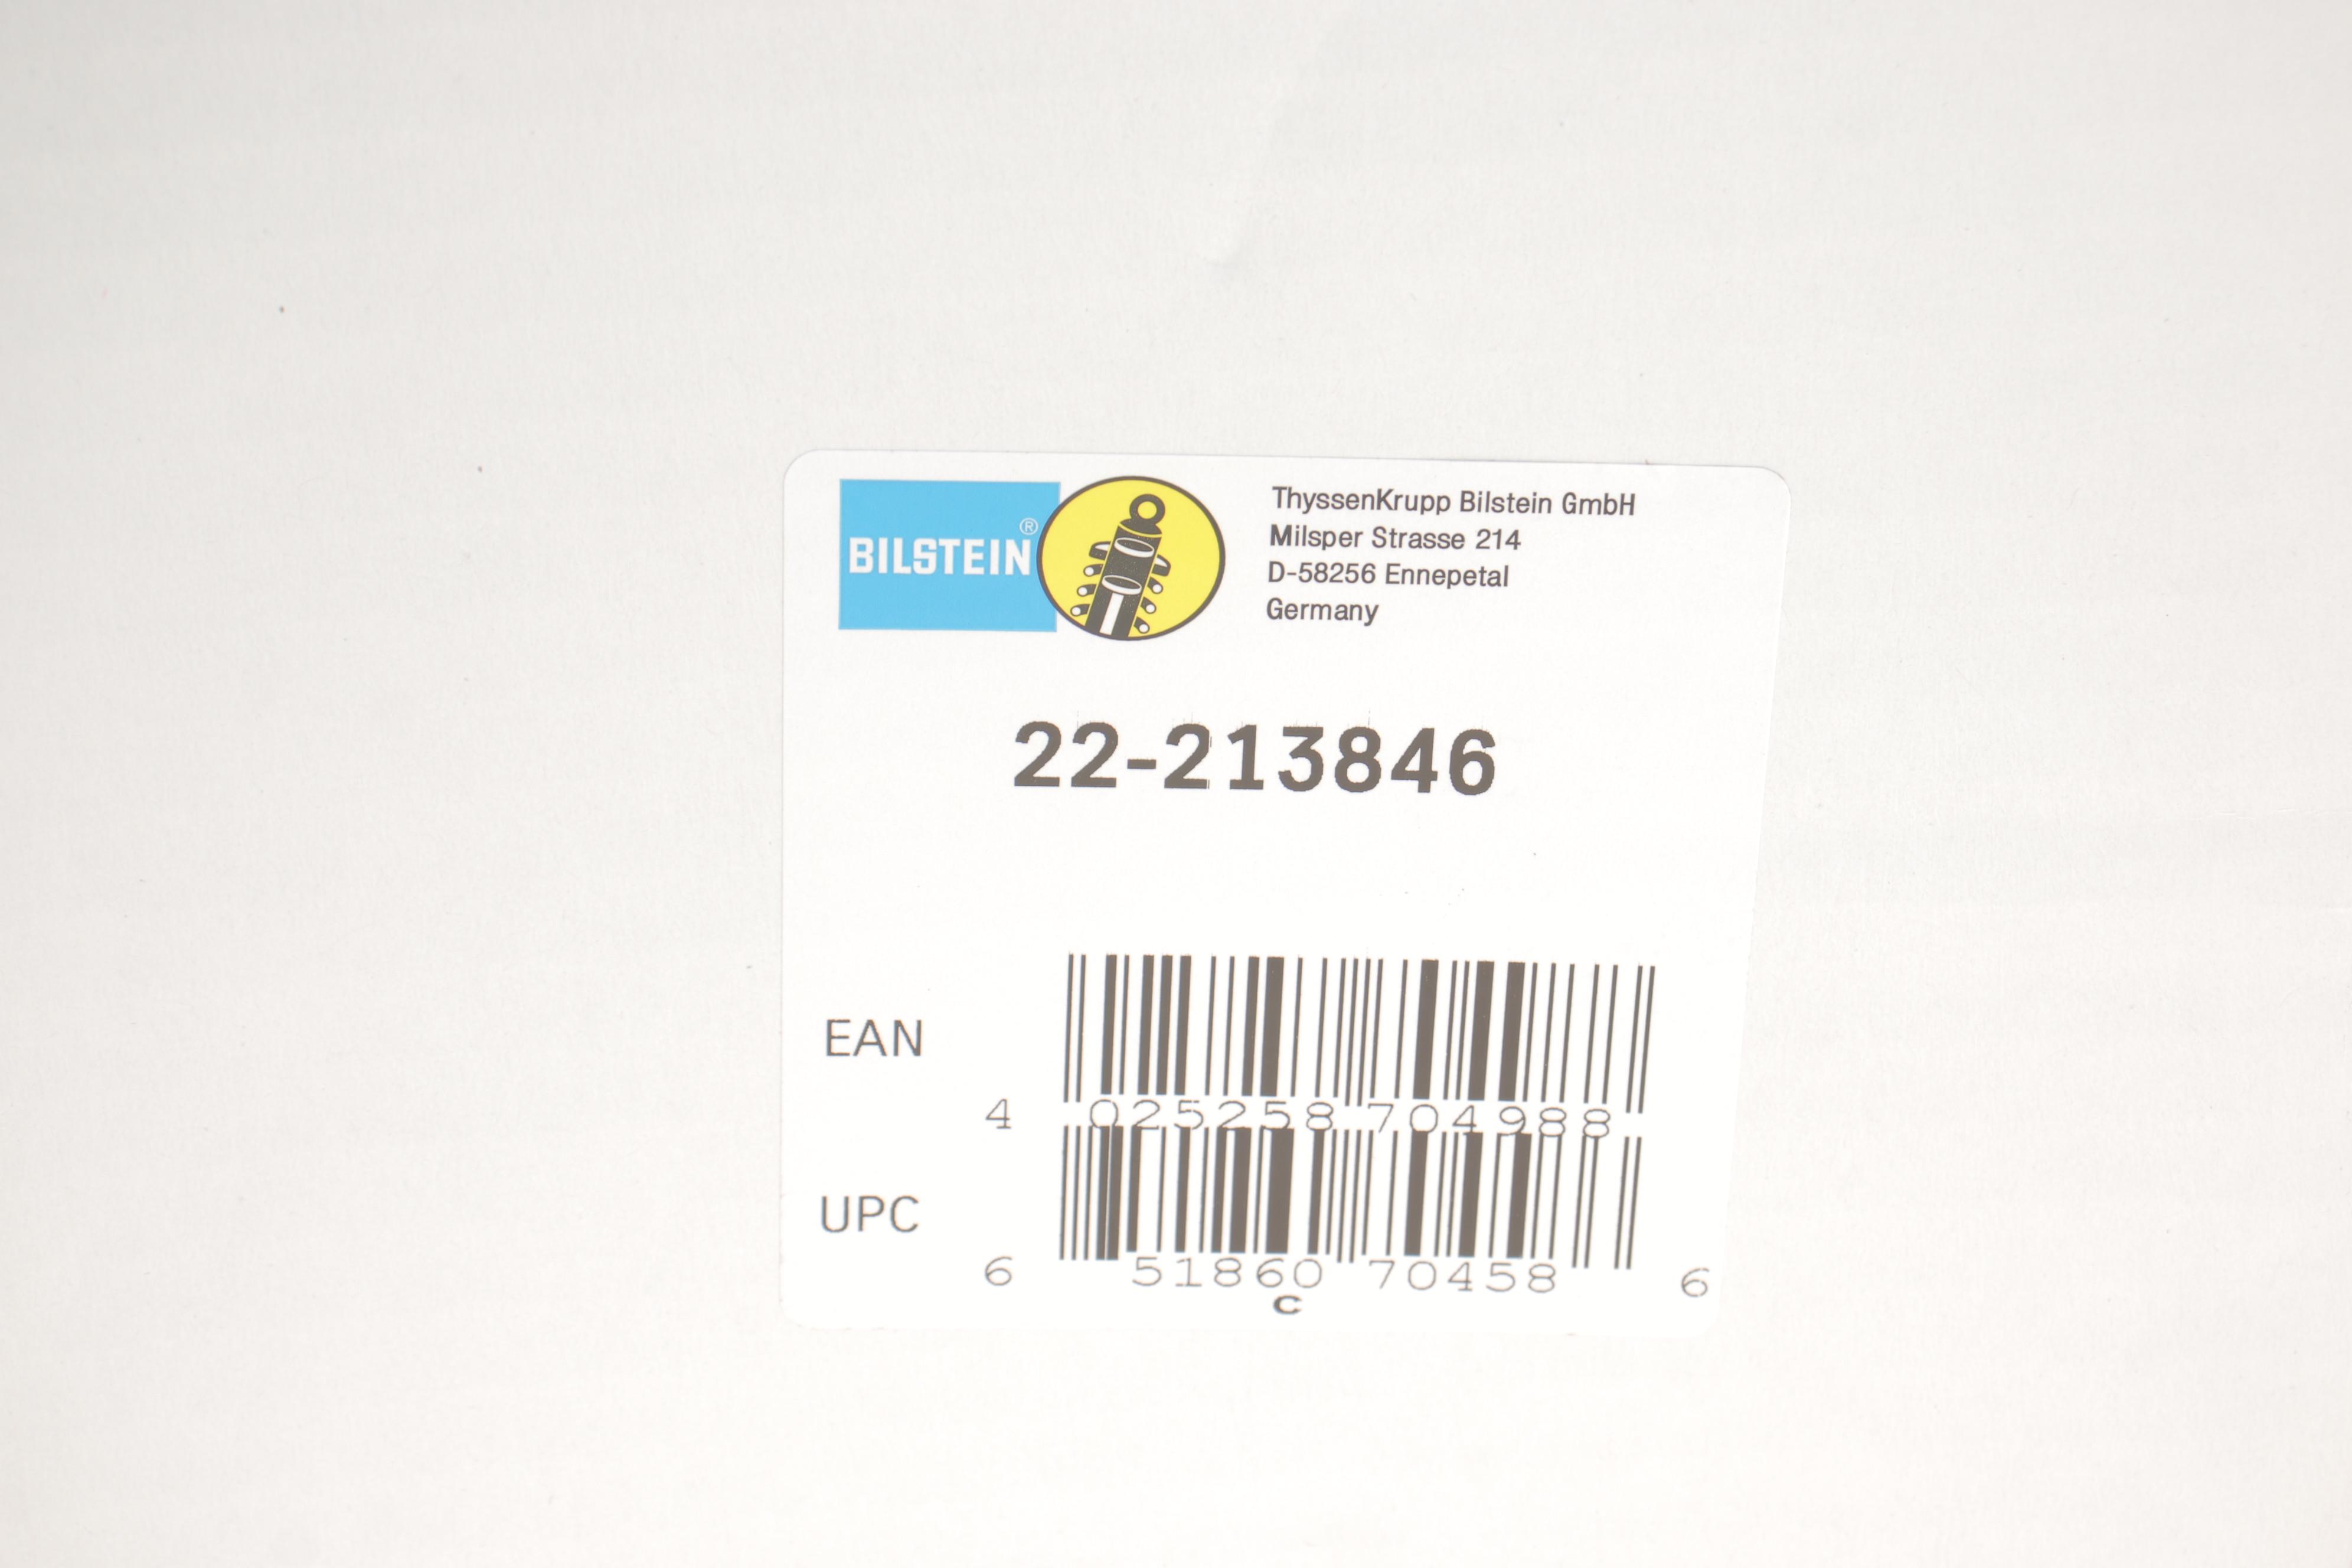 BILSTEIN®
ThyssenKrupp Bilstein GmbH
Milsper Strasse 214
D-58256 Ennepetal
Germany
22-213846
EAN
4 025258 704988
UPC
6 51860 70458 6
C